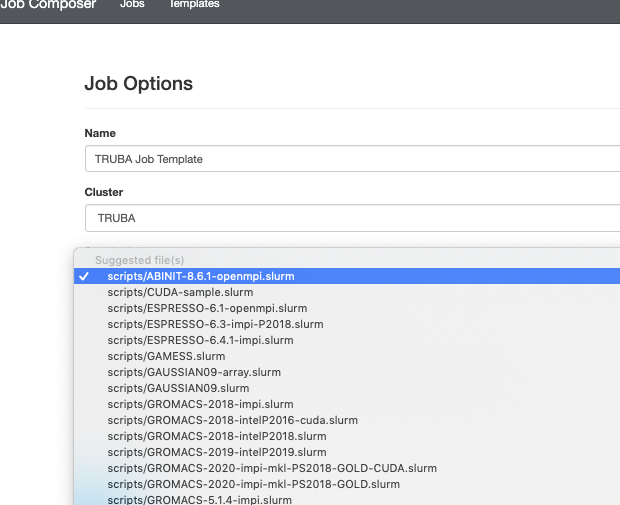 Job Composer Jobs Templates
Job Options
Name
TRUBA Job Template
Cluster
TRUBA
Suggested file(s)
✓ scripts/ABINIT-8.6.1-openmpi.slurm
scripts/CUDA-sample.slurm
scripts/ESPRESSO-6.1-openmpi.slurm
scripts/ESPRESSO-6.3-impi-P2018.slurm
scripts/ESPRESSO-6.4.1-impi.slurm
scripts/GAMESS.slurm
scripts/GAUSSIAN09-array.slurm
scripts/GAUSSIAN09.slurm
scripts/GROMACS-2018-impi.slurm
scripts/GROMACS-2018-intelP2016-cuda.slurm
scripts/GROMACS-2018-intelP2018.slurm
scripts/GROMACS-2019-intelP2019.slurm
scripts/GROMACS-2020-impi-mkl-PS2018-GOLD-CUDA.slurm
scripts/GROMACS-2020-impi-mkl-PS2018-GOLD.slurm
scripts/GROMACS-5.1.4-impi.slurm